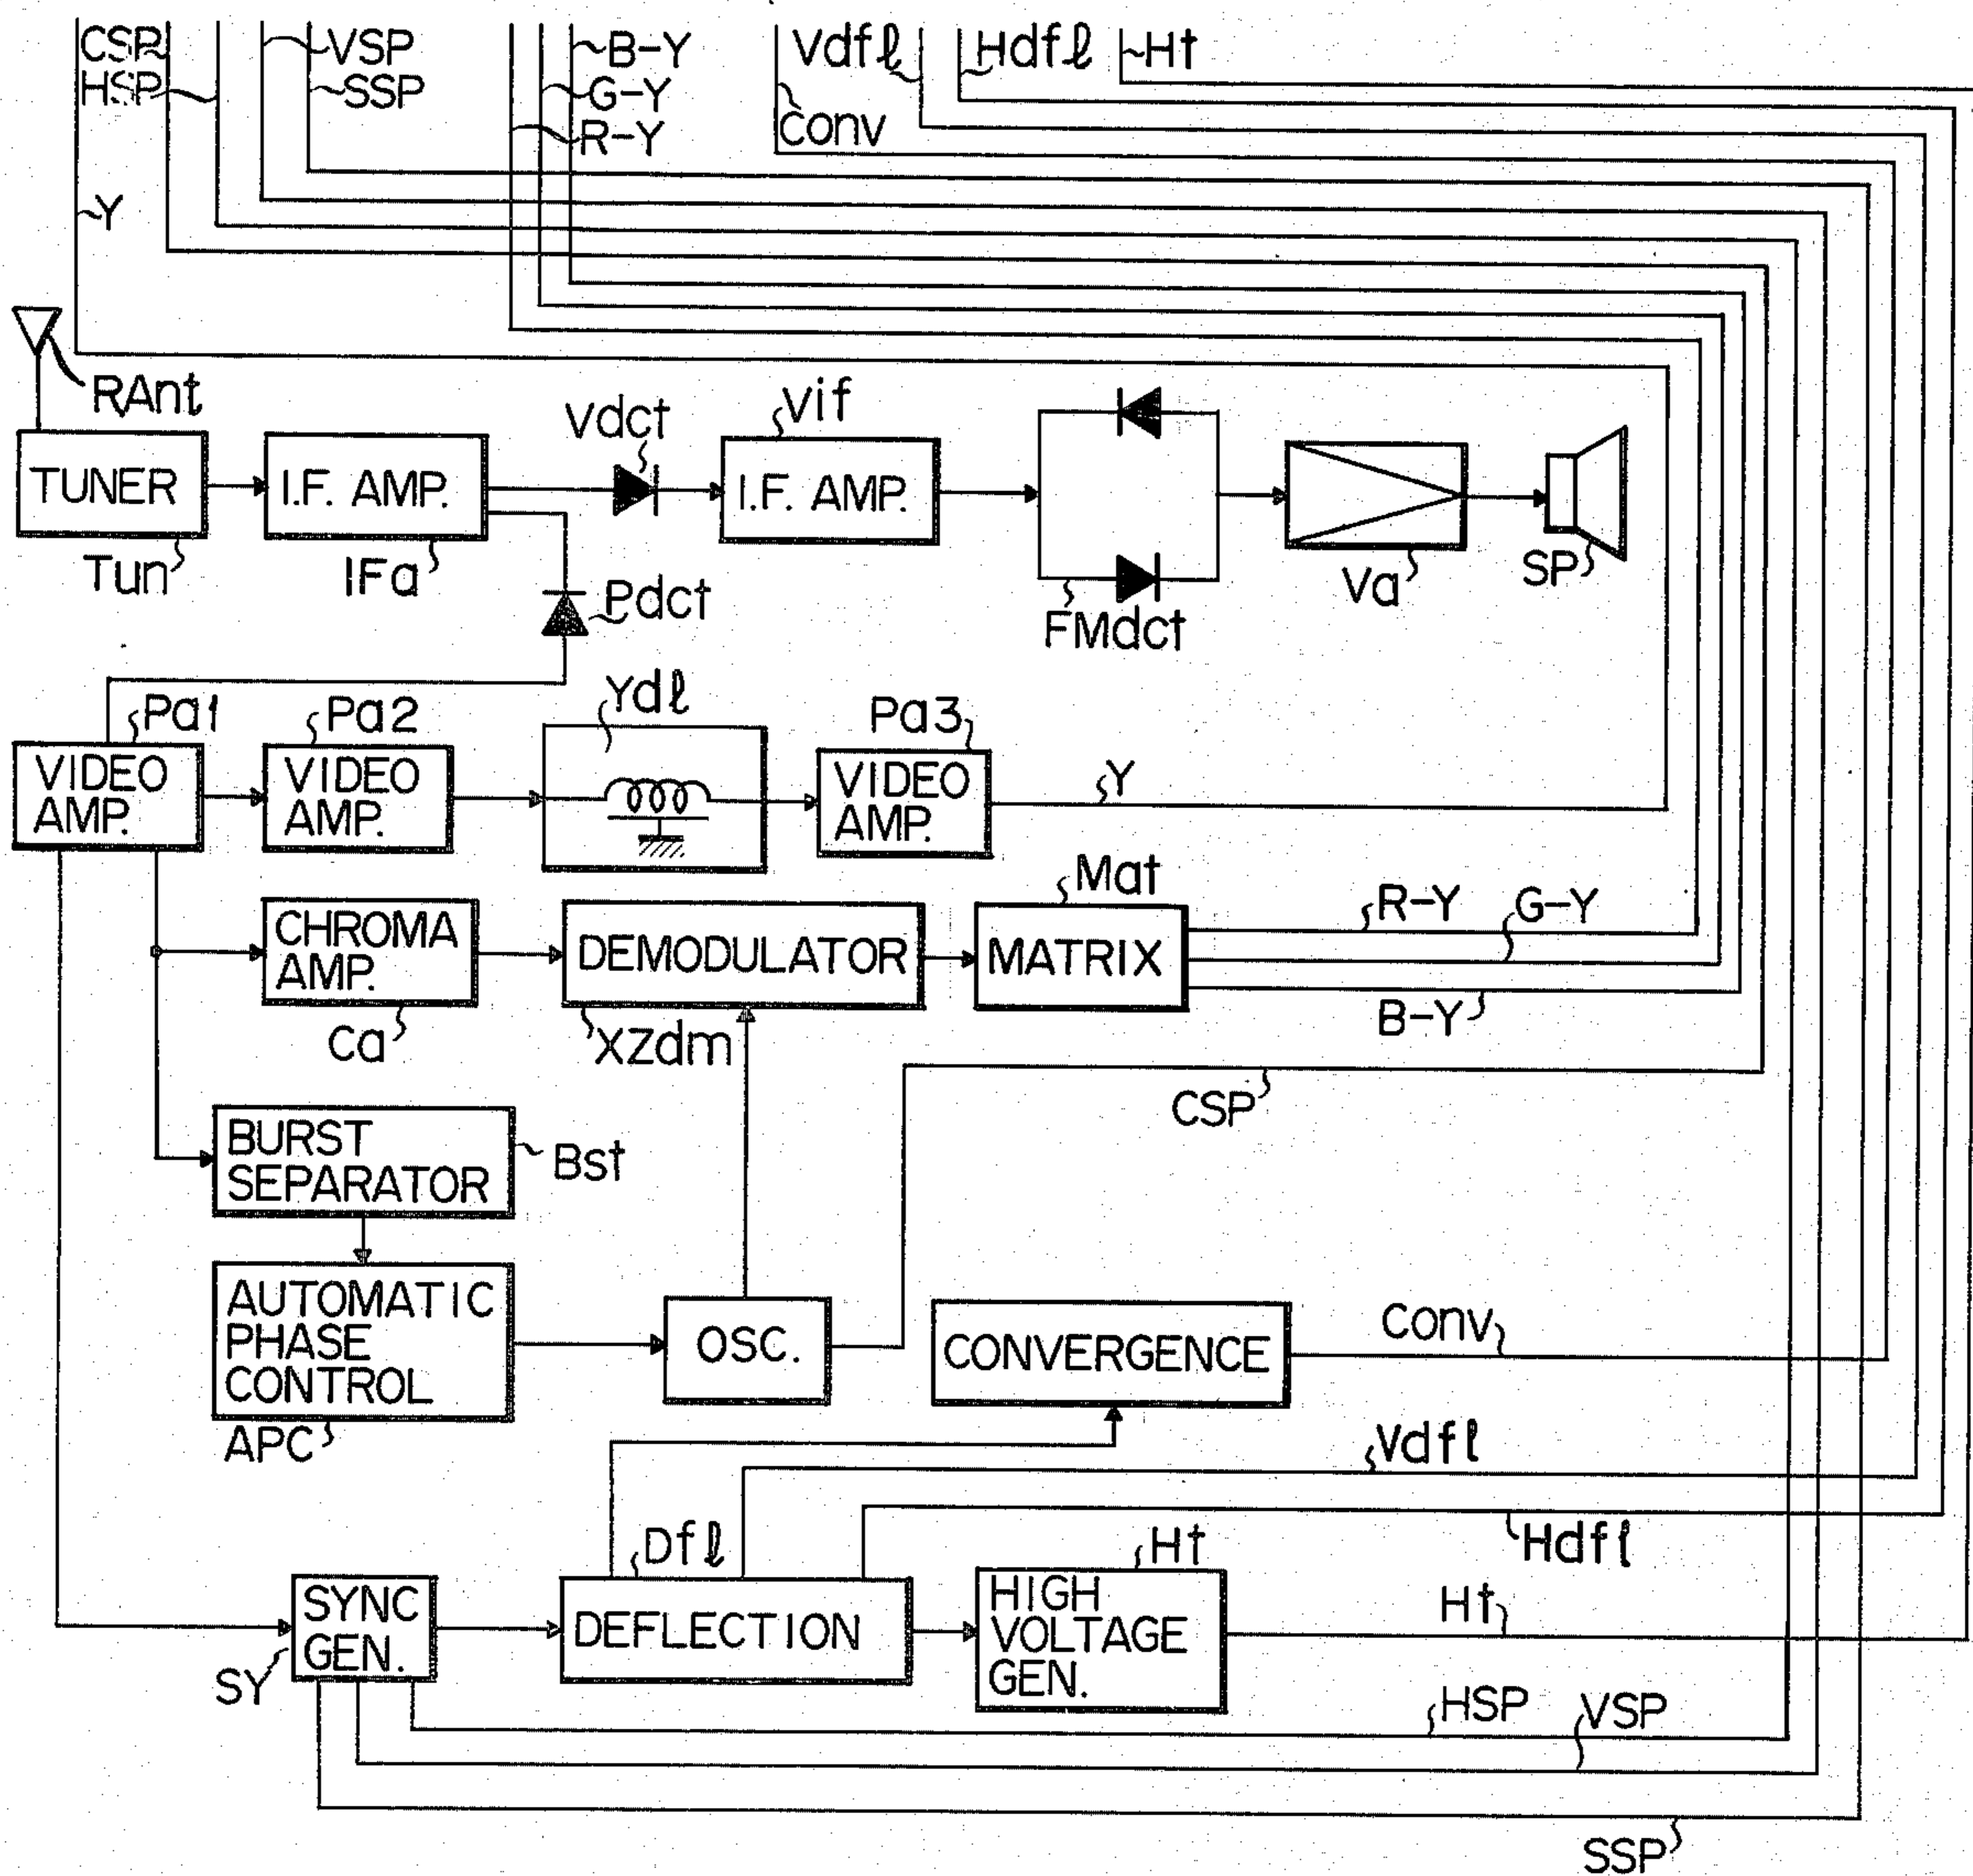 CSP
VSP
B-Y
Vdfℓ
Hdfℓ
Ht
HSP
SSP
G-Y
Conv
R-Y
Y
RAnt
Vdct
Vif
TUNER
I.F. AMP.
I.F. AMP.
Tun
IFa
Pdct
FMdct
Va
SP
Pa1
Pa2
Ydℓ
Pa3
VIDEO
AMP.
VIDEO
AMP.
VIDEO
AMP.
Y
Mat
R-Y
G-Y
CHROMA
AMP.
DEMODULATOR
MATRIX
B-Y
Ca
XZdm
CSP
BURST
SEPARATOR
Bst
AUTOMATIC
PHASE
CONTROL
OSC.
CONVERGENCE
Conv
APC
Vdfℓ
Dfℓ
Ht
Hdfℓ
SYNC
GEN.
DEFLECTION
HIGH
VOLTAGE
GEN.
Ht
SY
HSP
VSP
SSP